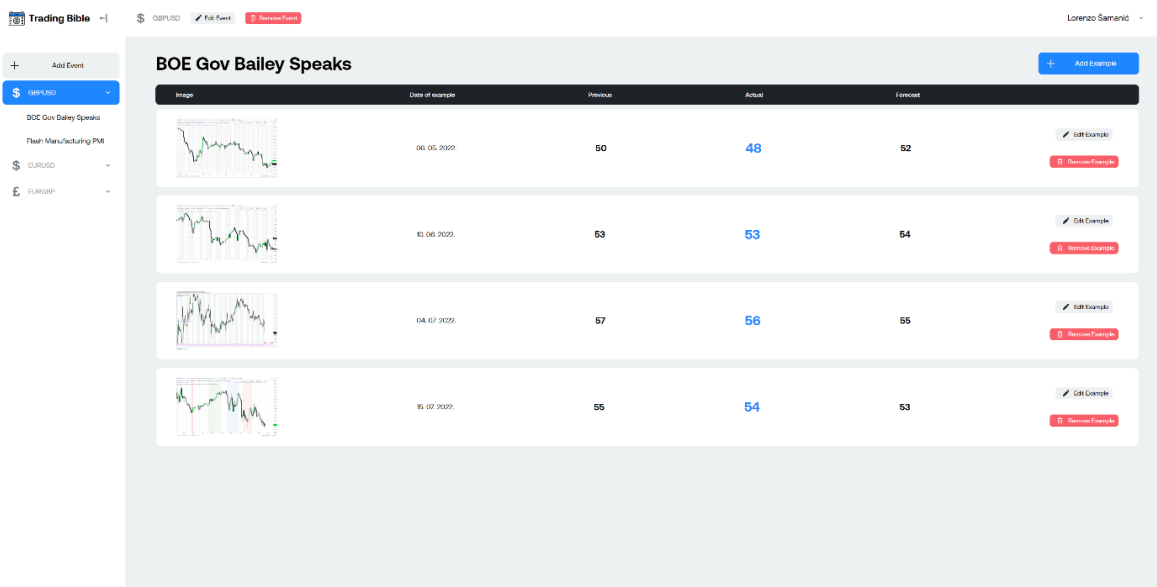 Trading Bible
$ GBPUSD Edit Event Remove Event
Lorenzo Šamanić
+ Add Event
$ GBPUSD
BOE Gov Bailey Speaks
Flash Manufacturing PMI
$ EURUSD
£ EURGBP
BOE Gov Bailey Speaks
+ Add Example
Image Date of example Previous Actual Forecast
06. 05. 2022. 50 48 52
Edit Example
Remove Example
10. 06. 2022. 53 53 54
Edit Example
Remove Example
04. 07. 2022. 57 56 55
Edit Example
Remove Example
15. 07. 2022. 55 54 53
Edit Example
Remove Example